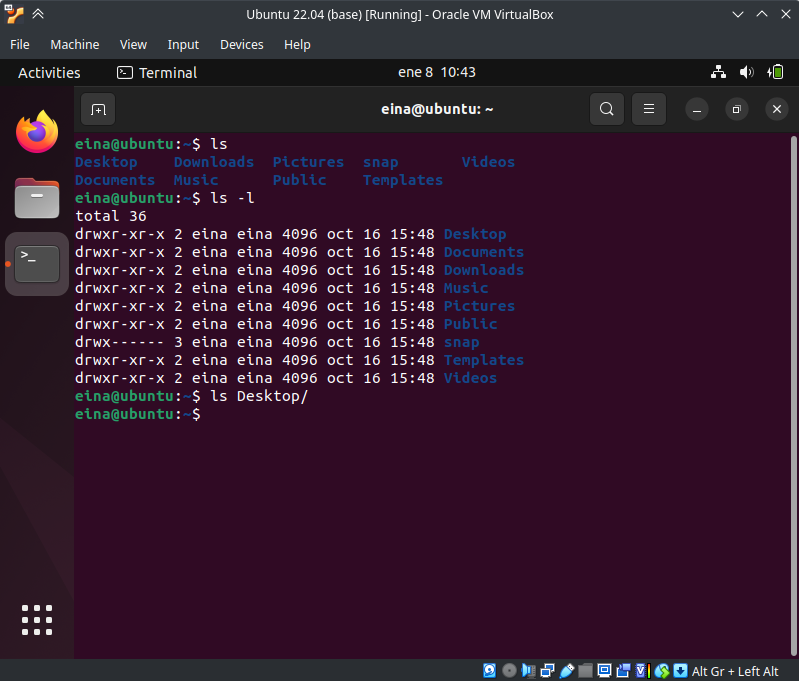 Ubuntu 22.04 (base) [Running] - Oracle VM VirtualBox
File Machine View Input Devices Help
Activities Terminal ene 8 10:43
eina@ubuntu: ~
eina@ubuntu:~$ ls
Desktop Downloads Pictures snap Videos
Documents Music Public Templates
eina@ubuntu:~$ ls -l
total 36
drwxr-xr-x 2 eina eina 4096 oct 16 15:48 Desktop
drwxr-xr-x 2 eina eina 4096 oct 16 15:48 Documents
drwxr-xr-x 2 eina eina 4096 oct 16 15:48 Downloads
drwxr-xr-x 2 eina eina 4096 oct 16 15:48 Music
drwxr-xr-x 2 eina eina 4096 oct 16 15:48 Pictures
drwxr-xr-x 2 eina eina 4096 oct 16 15:48 Public
drwx------ 3 eina eina 4096 oct 16 15:48 snap
drwxr-xr-x 2 eina eina 4096 oct 16 15:48 Templates
drwxr-xr-x 2 eina eina 4096 oct 16 15:48 Videos
eina@ubuntu:~$ ls Desktop/
eina@ubuntu:~$
Alt Gr + Left Alt